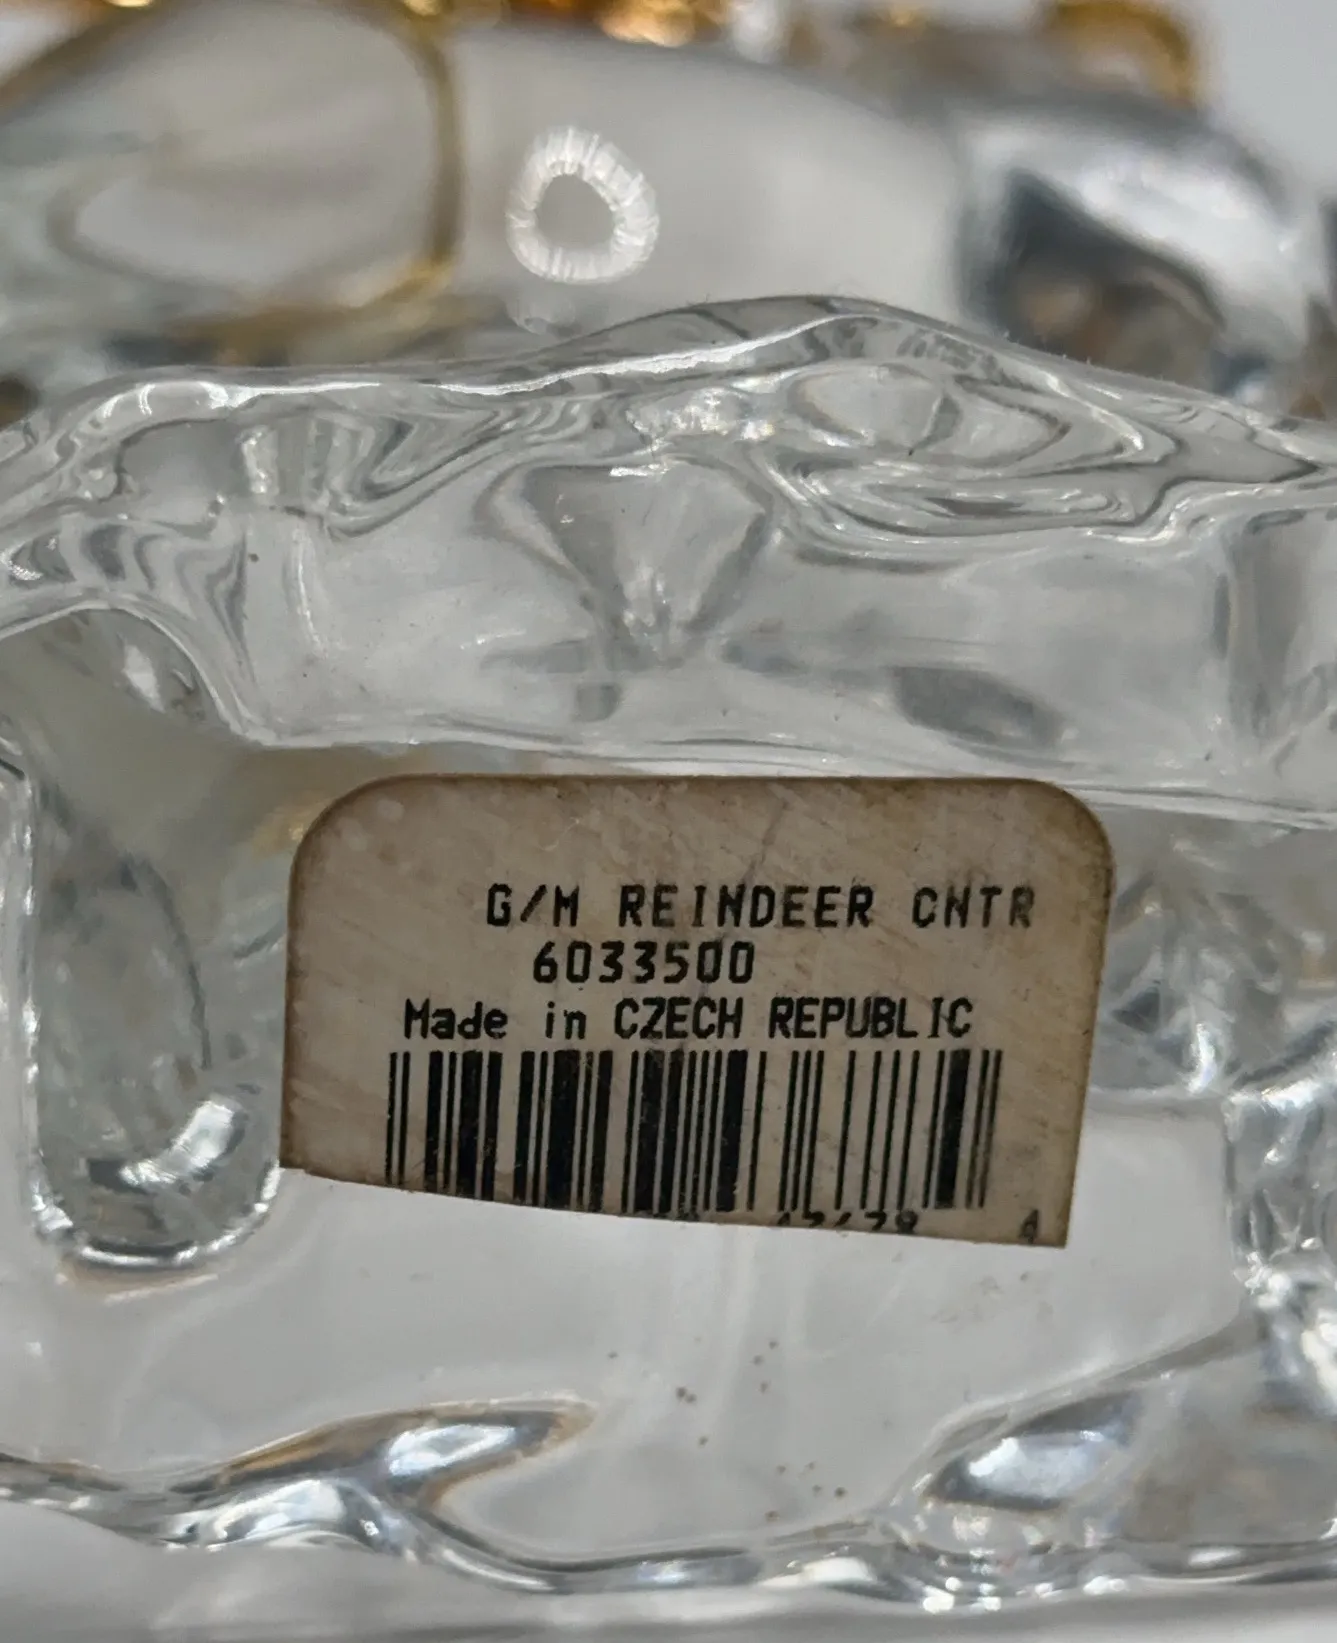 G/M REINDEER CNTR
6033500
Made in CZECH REPUBLIC